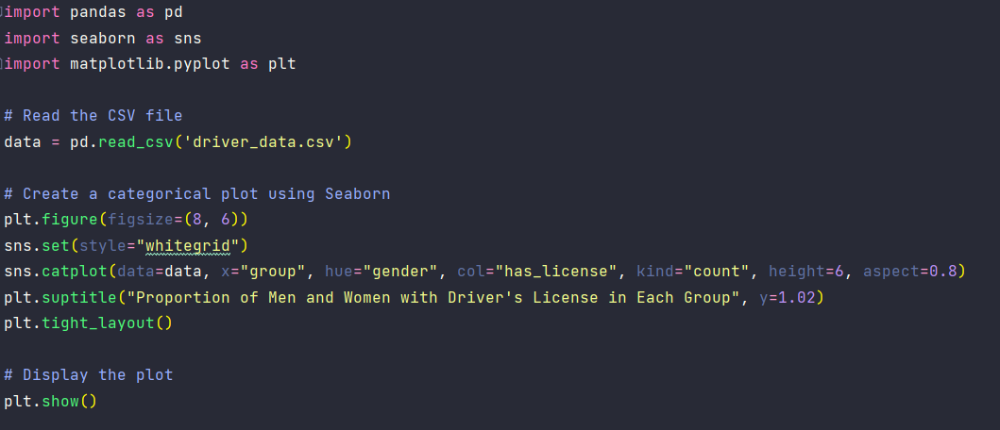 import pandas as pd
import seaborn as sns
import matplotlib.pyplot as plt
# Read the CSV file
data = pd.read_csv('driver_data.csv')
# Create a categorical plot using Seaborn
plt.figure(figsize=(8, 6))
sns.set(style="whitegrid")
sns.catplot(data=data, x="group", hue="gender", col="has_license", kind="count", height=6, aspect=0.8)
plt.suptitle("Proportion of Men and Women with Driver's License in Each Group", y=1.02)
plt.tight_layout()
# Display the plot
plt.show()